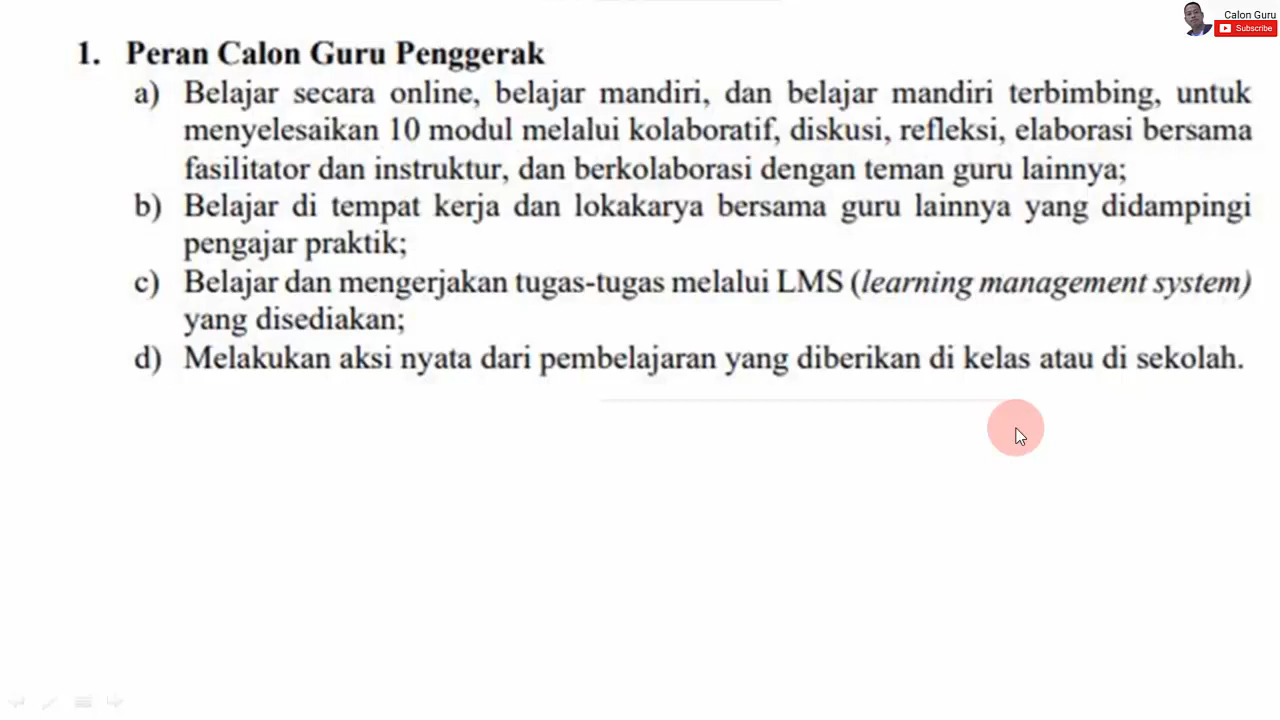 Calon Guru
Subscribe
1. Peran Calon Guru Penggerak
a) Belajar secara online, belajar mandiri, dan belajar mandiri terbimbing, untuk
menyelesaikan 10 modul melalui kolaboratif, diskusi, refleksi, elaborasi bersama
fasilitator dan instruktur, dan berkolaborasi dengan teman guru lainnya;
b) Belajar di tempat kerja dan lokakarya bersama guru lainnya yang didampingi
pengajar praktik;
c) Belajar dan mengerjakan tugas-tugas melalui LMS (learning management system)
yang disediakan;
d) Melakukan aksi nyata dari pembelajaran yang diberikan di kelas atau di sekolah.